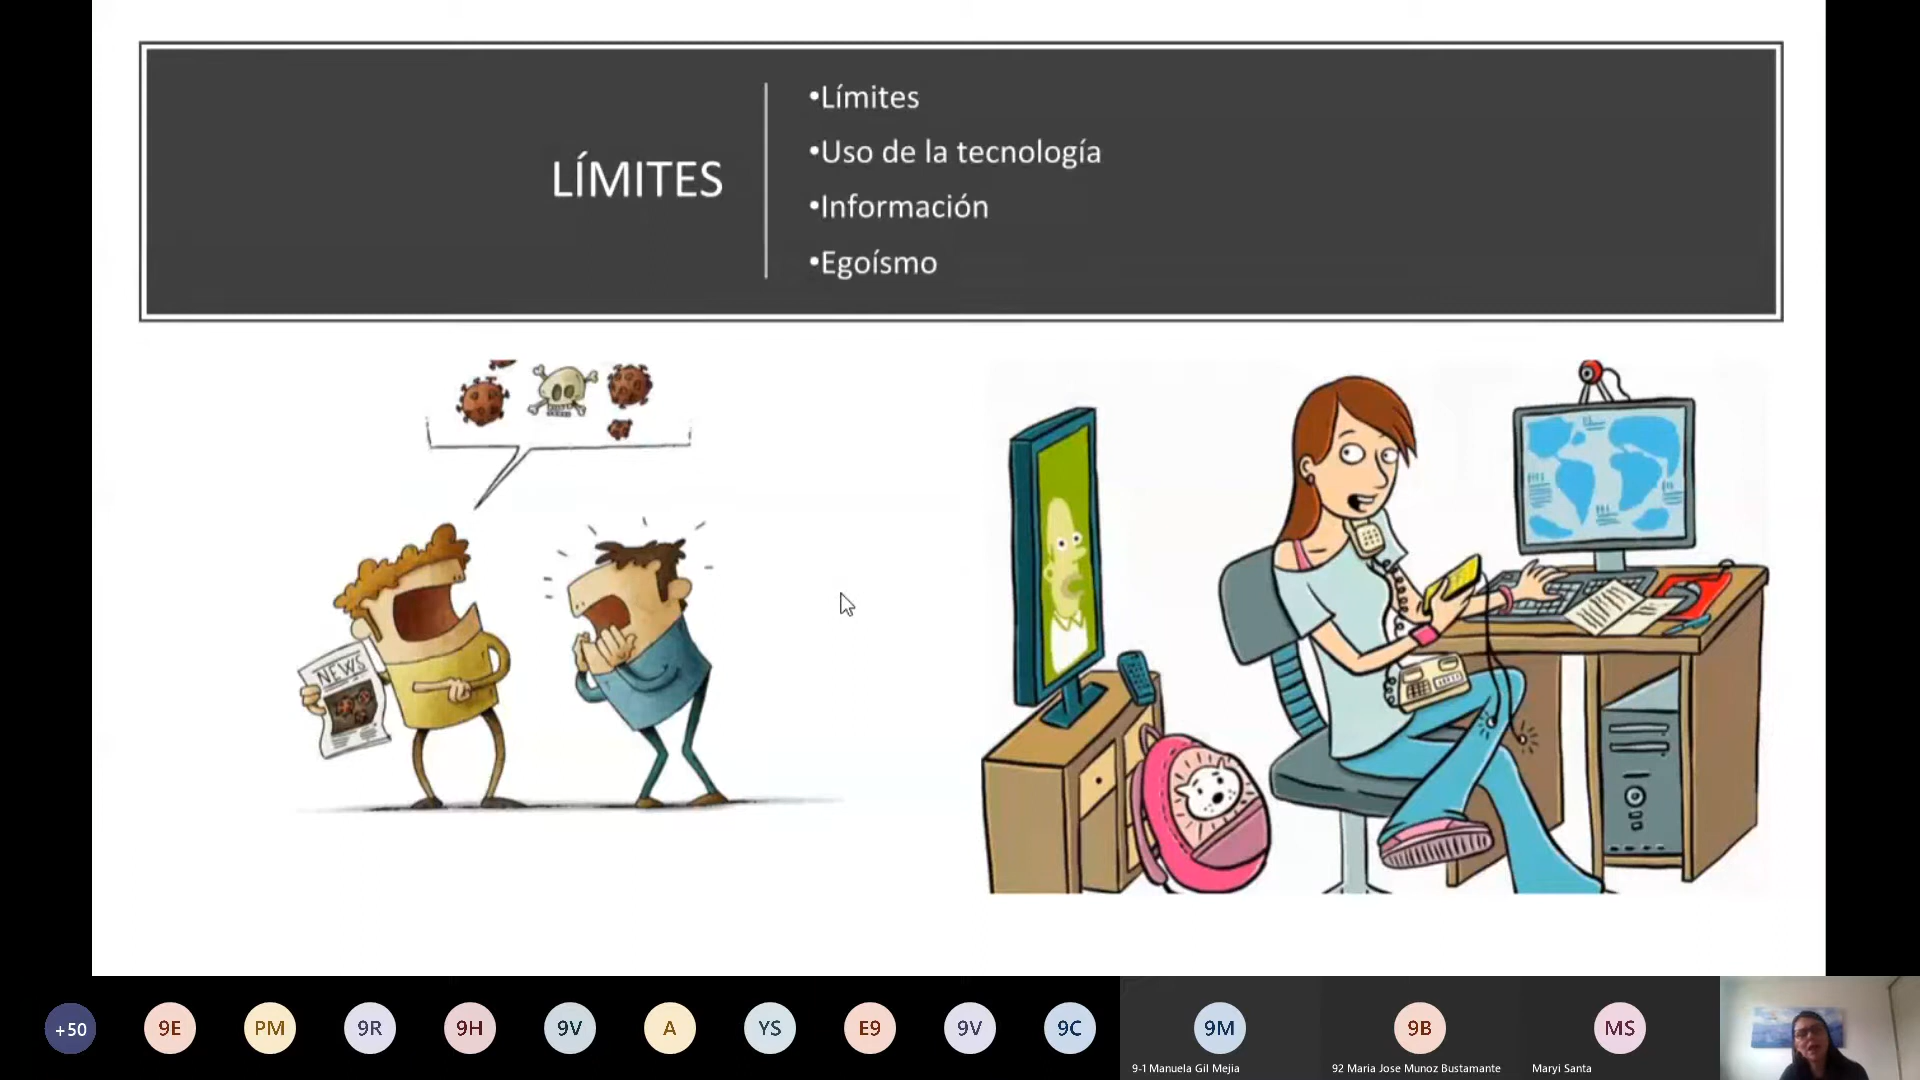 LÍMITES
•Límites
•Uso de la tecnología
•Información
•Egoísmo
NEWS
+50
9E
PM
9R
9H
9V
A
YS
E9
9V
9C
9M
9B
MS
9-1 Manuela Gil Mejia
92 Maria Jose Munoz Bustamante
Maryi Santa